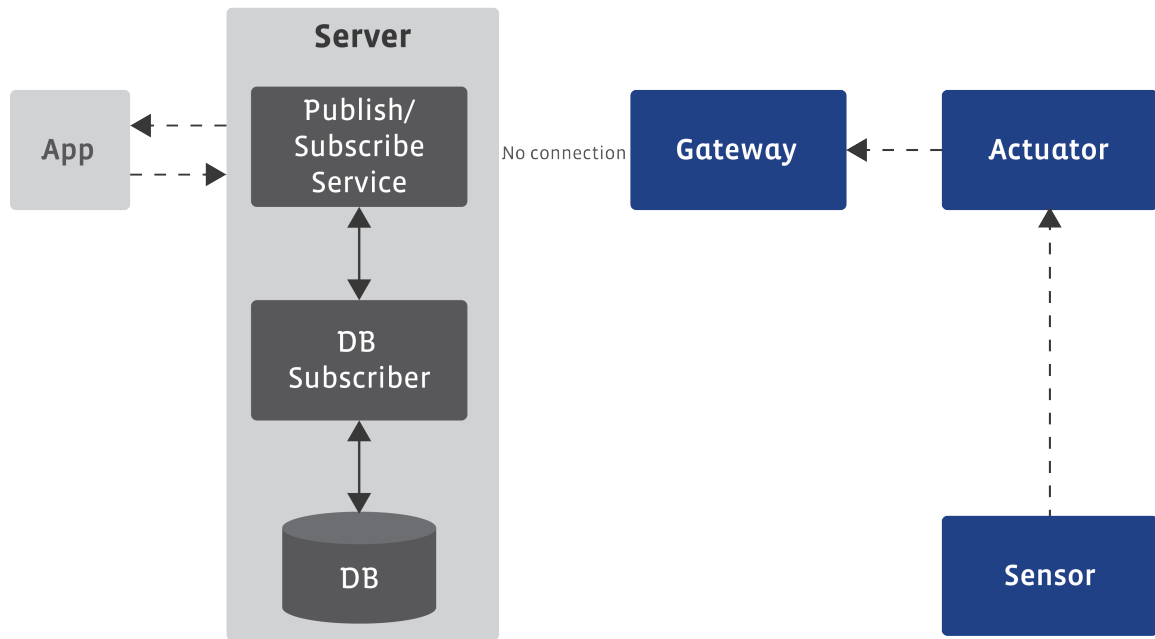 Server
App
Publish/
Subscribe
Service
No connection
Gateway
Actuator
DB
Subscriber
DB
Sensor